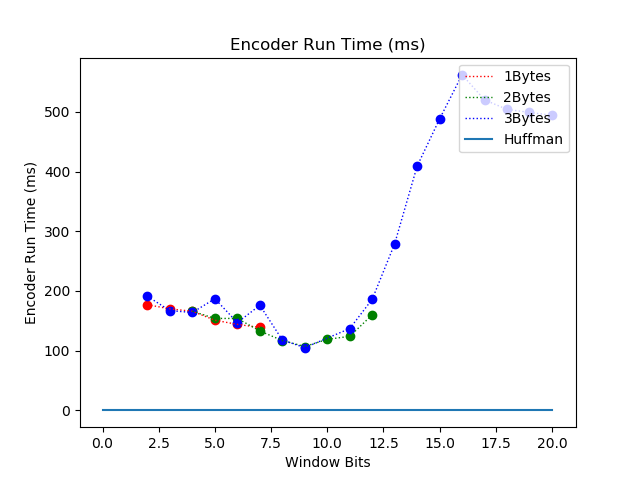 Encoder Run Time (ms)
1Bytes
2Bytes
3Bytes
Huffman
Encoder Run Time (ms)
500
400
300
200
100
0
0.0 2.5 5.0 7.5 10.0 12.5 15.0 17.5 20.0
Window Bits